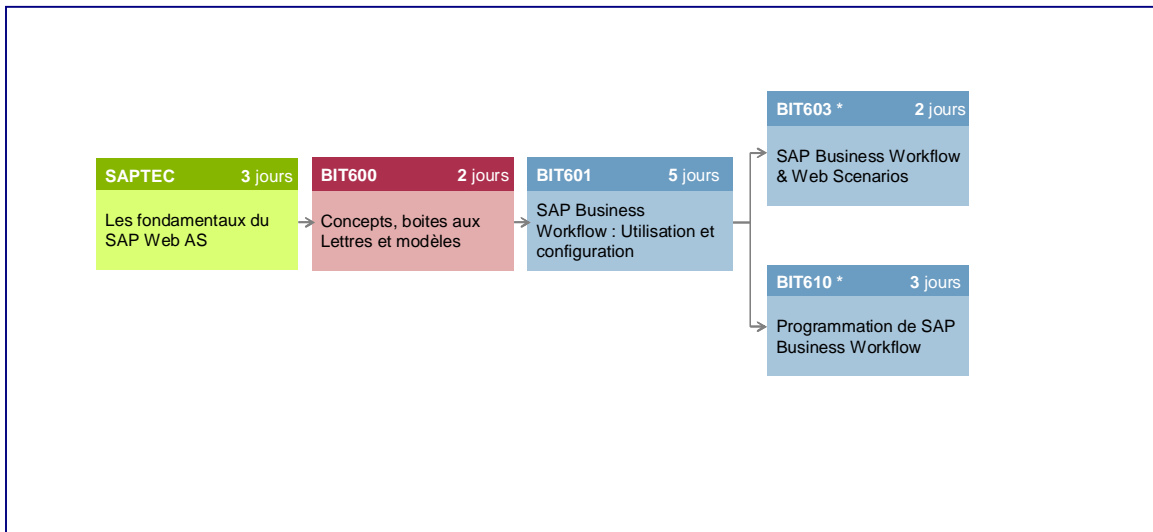 SAPTEC 3 jours
Les fondamentaux du
SAP Web AS
BIT600 2 jours
Concepts, boites aux
Lettres et modèles
BIT601 5 jours
SAP Business
Workflow : Utilisation et
configuration
BIT603 * 2 jours
SAP Business Workflow
& Web Scenarios
BIT610 * 3 jours
Programmation de SAP
Business Workflow